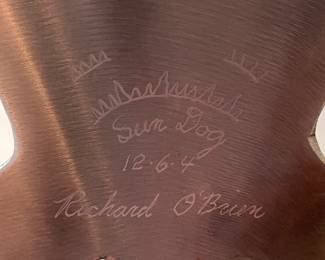 Sun Dog
12·6·4
Richard O'Brien